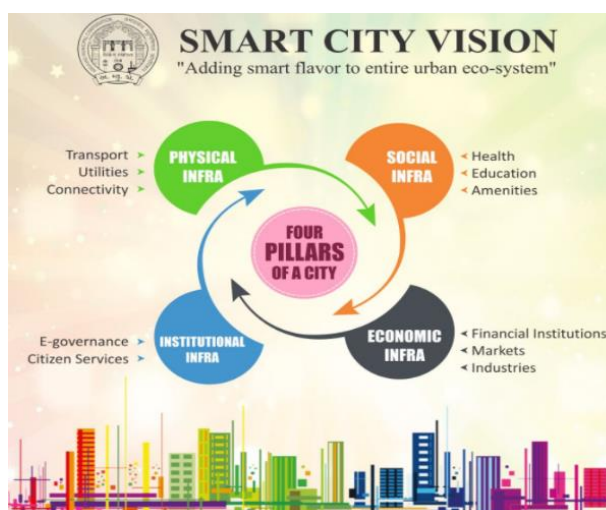 SMART CITY VISION
"Adding smart flavor to entire urban eco-system"
Transport
Utilities
Connectivity
PHYSICAL
INFRA
SOCIAL
INFRA
Health
Education
Amenities
FOUR
PILLARS
OF A CITY
E-governance
Citizen Services
INSTITUTIONAL
INFRA
ECONOMIC
INFRA
Financial Institutions
Markets
Industries